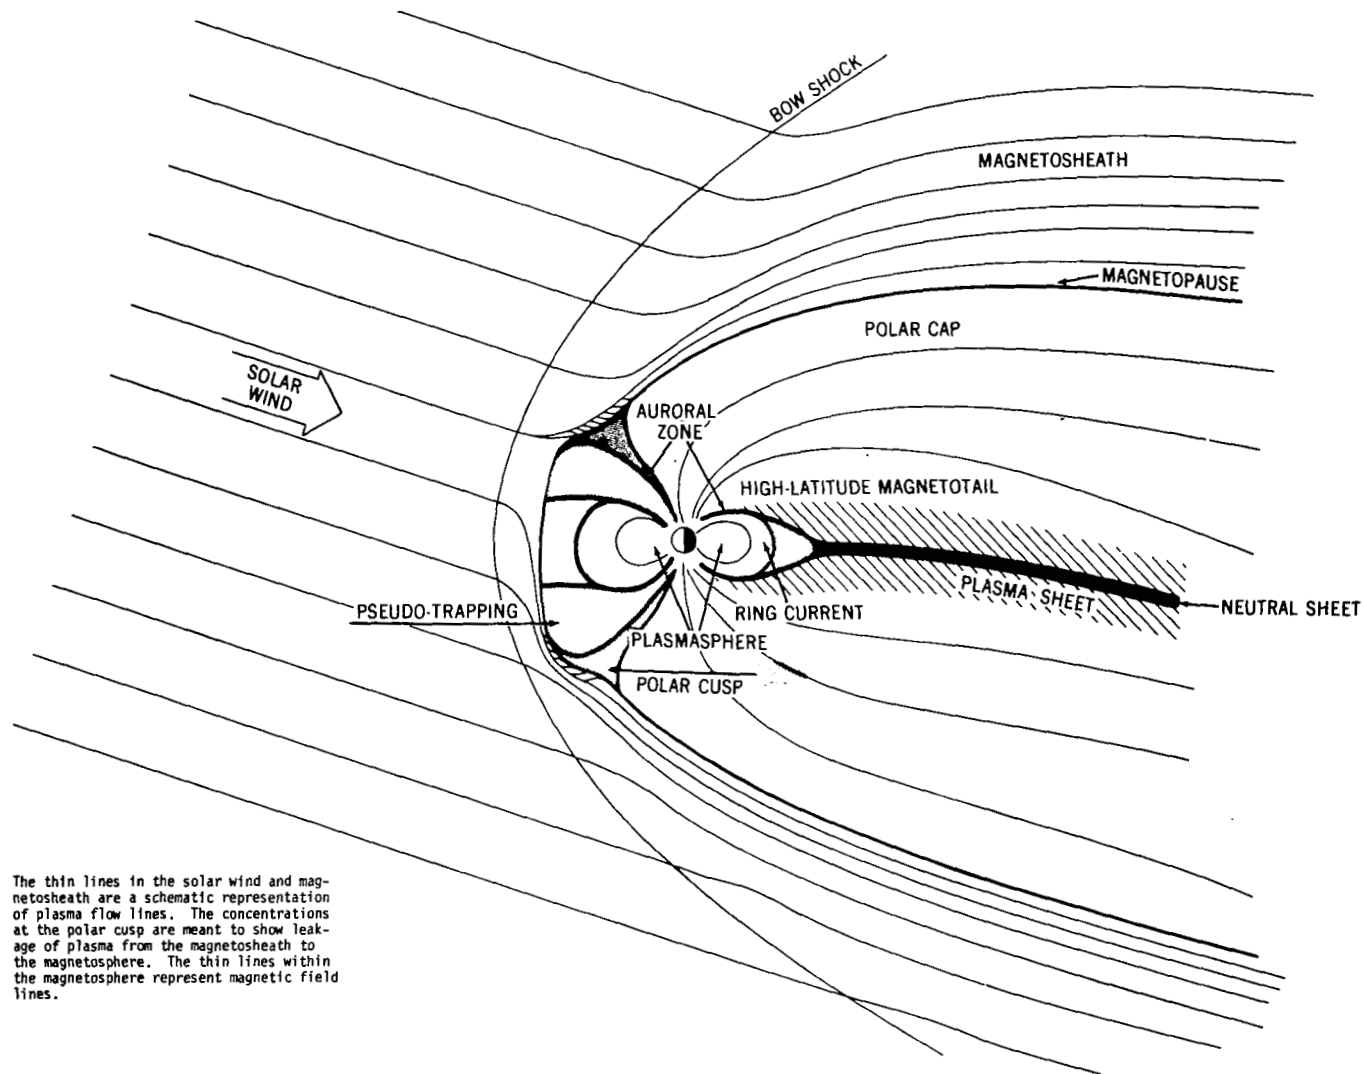 BOW SHOCK
MAGNETOSHEATH
MAGNETOPAUSE
POLAR CAP
SOLAR
WIND
AURORAL
ZONE
HIGH-LATITUDE MAGNETOTAIL
PLASMA SHEET
NEUTRAL SHEET
PSEUDO-TRAPPING
RING CURRENT
PLASMASPHERE
POLAR CUSP
The thin lines in the solar wind and mag-
netosheath are a schematic representation
of plasma flow lines. The concentrations
at the polar cusp are meant to show leak-
age of plasma from the magnetosheath to
the magnetosphere. The thin lines within
the magnetosphere represent magnetic field
lines.